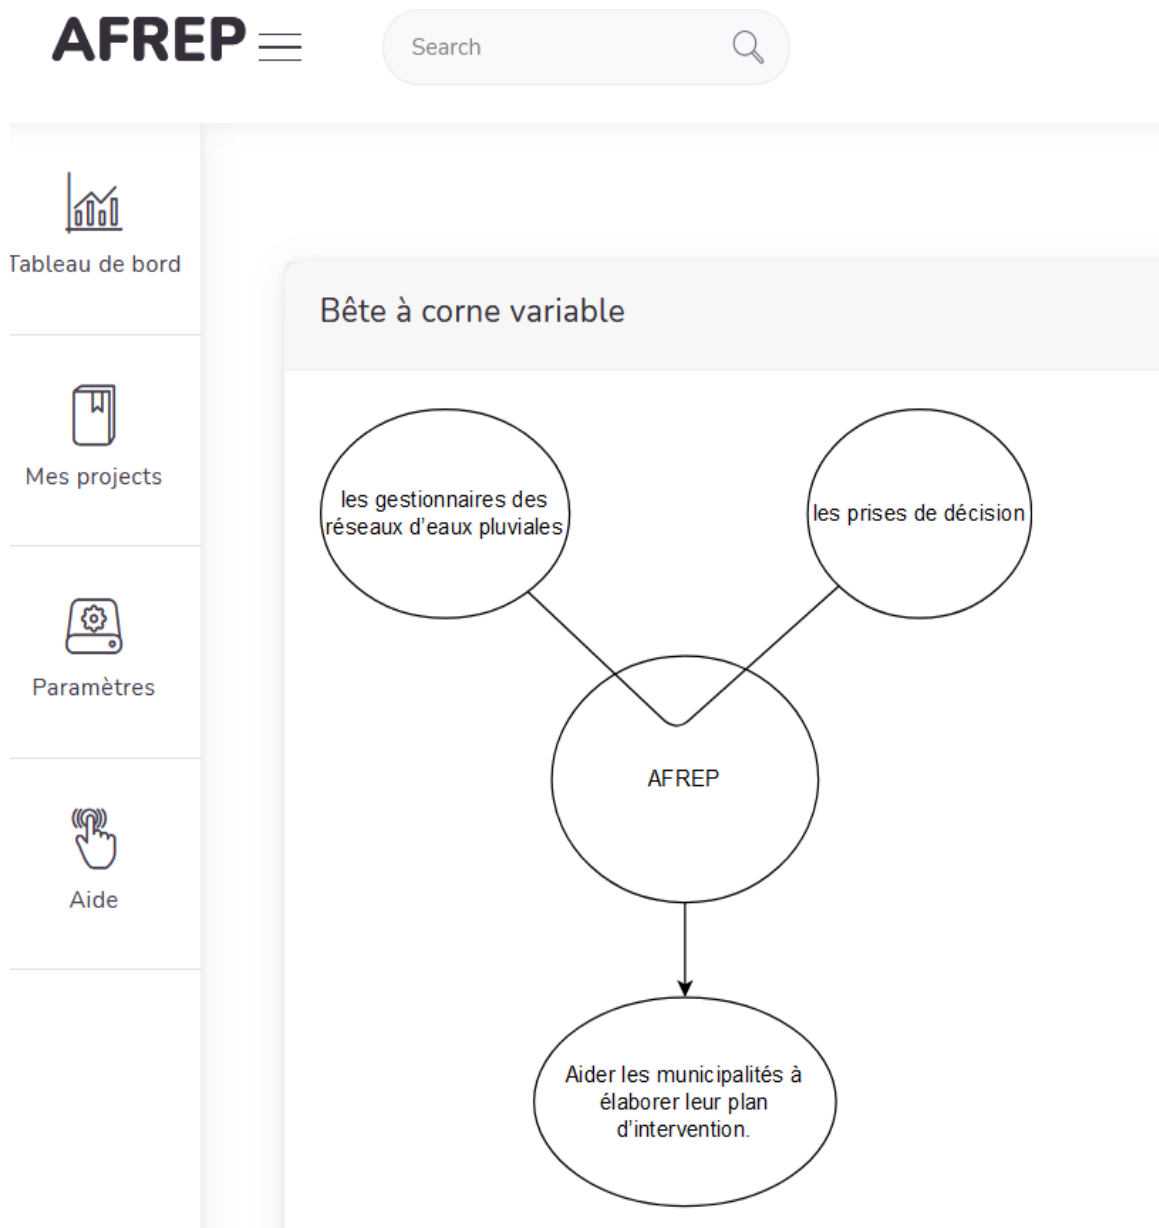 AFREP
Search
Tableau de bord
Mes projects
Paramètres
Aide
Bête à corne variable
les gestionnaires des
réseaux d'eaux pluviales
les prises de décision
AFREP
Aider les municipalités à
élaborer leur plan
d'intervention.